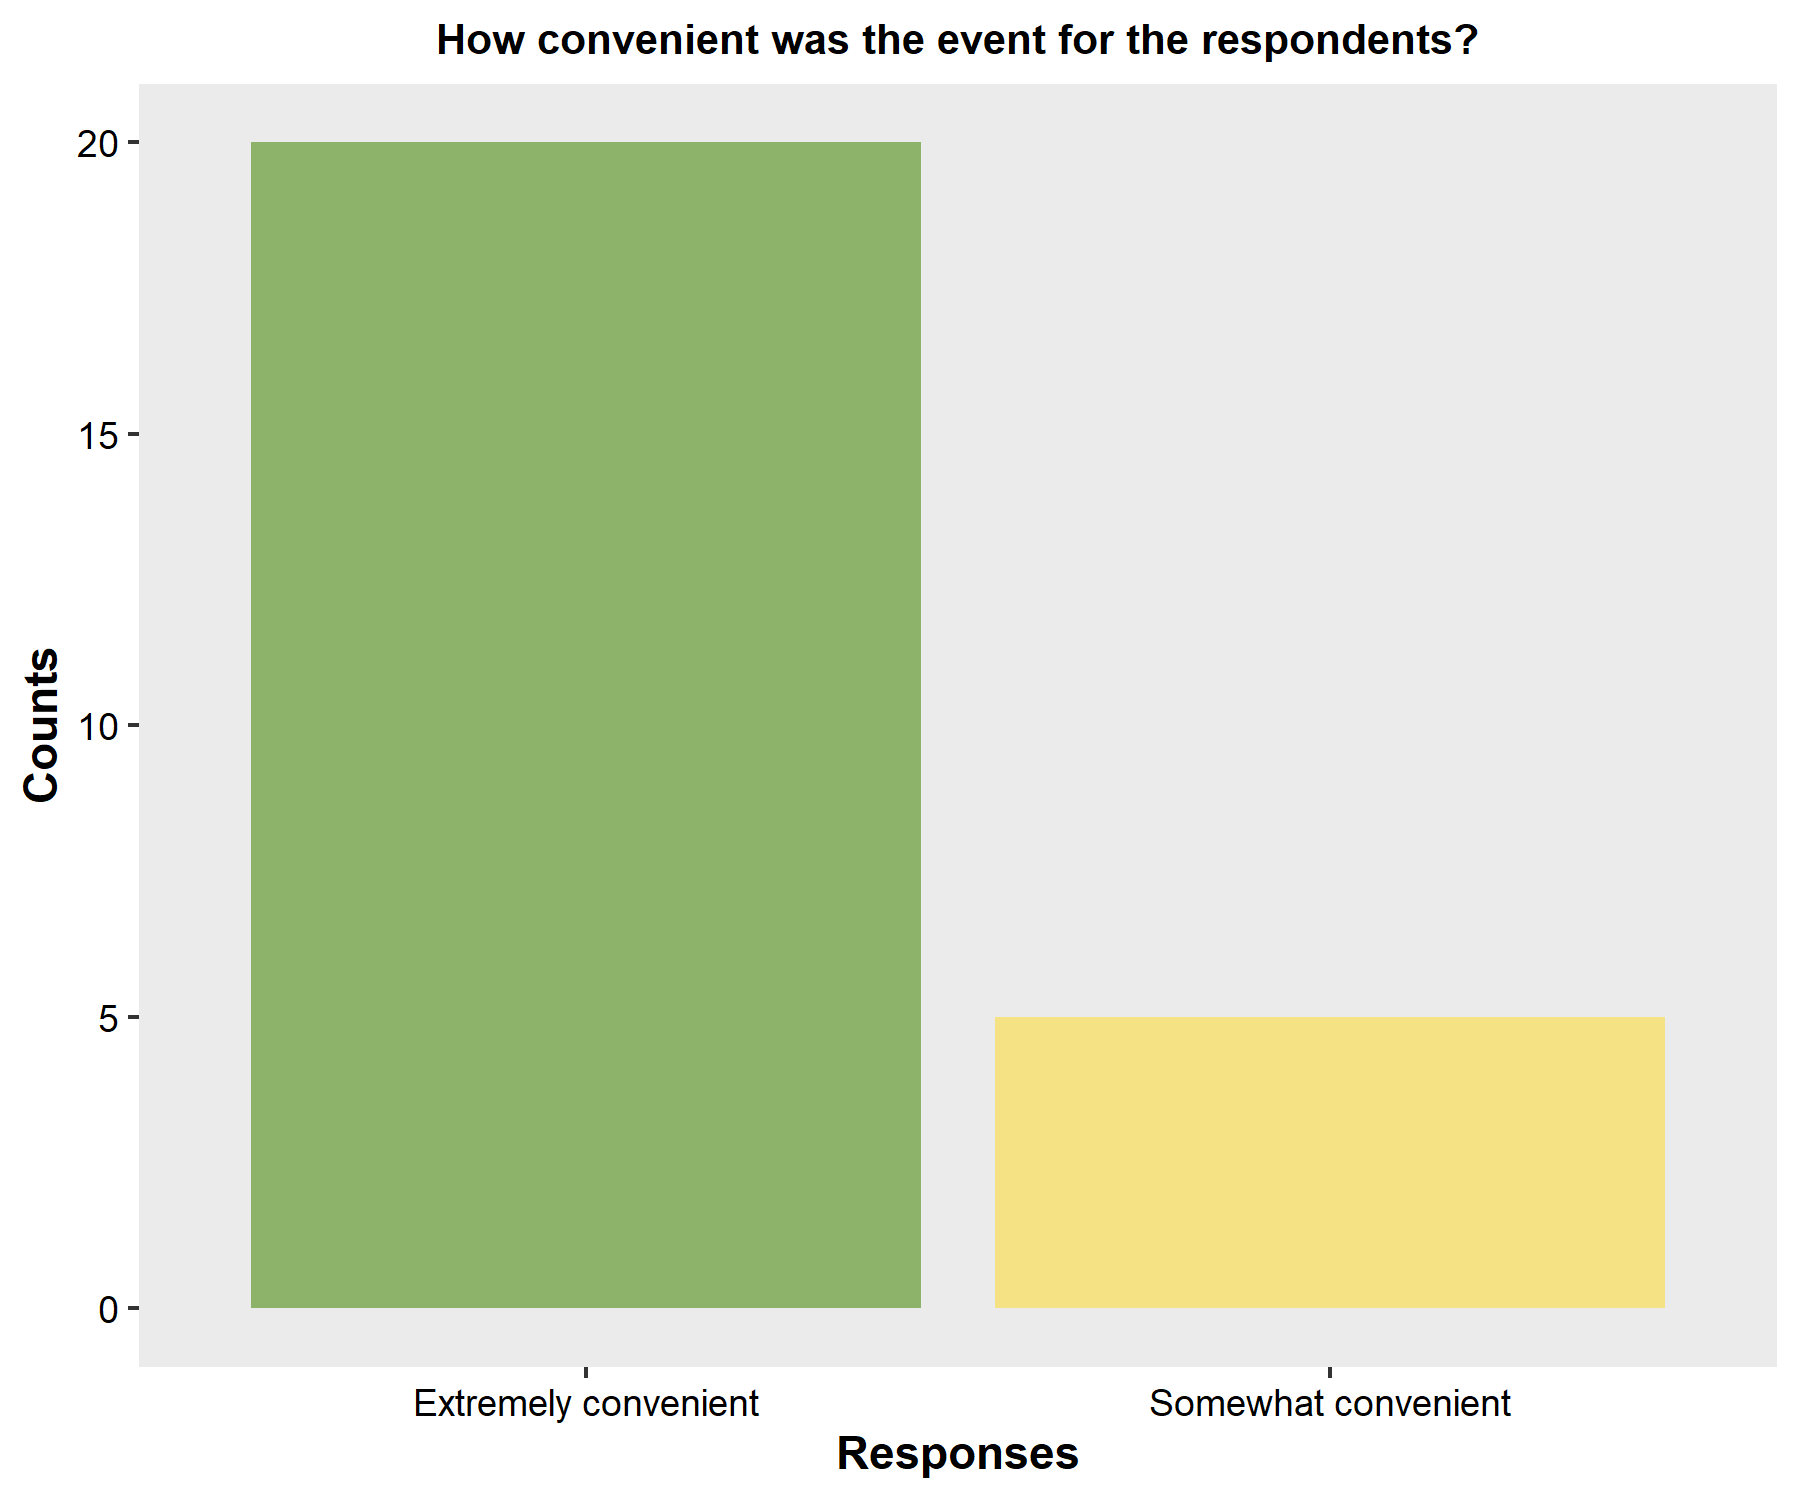 How convenient was the event for the respondents?
20
15
10
5
0
Counts
Extremely convenient
Somewhat convenient
Responses